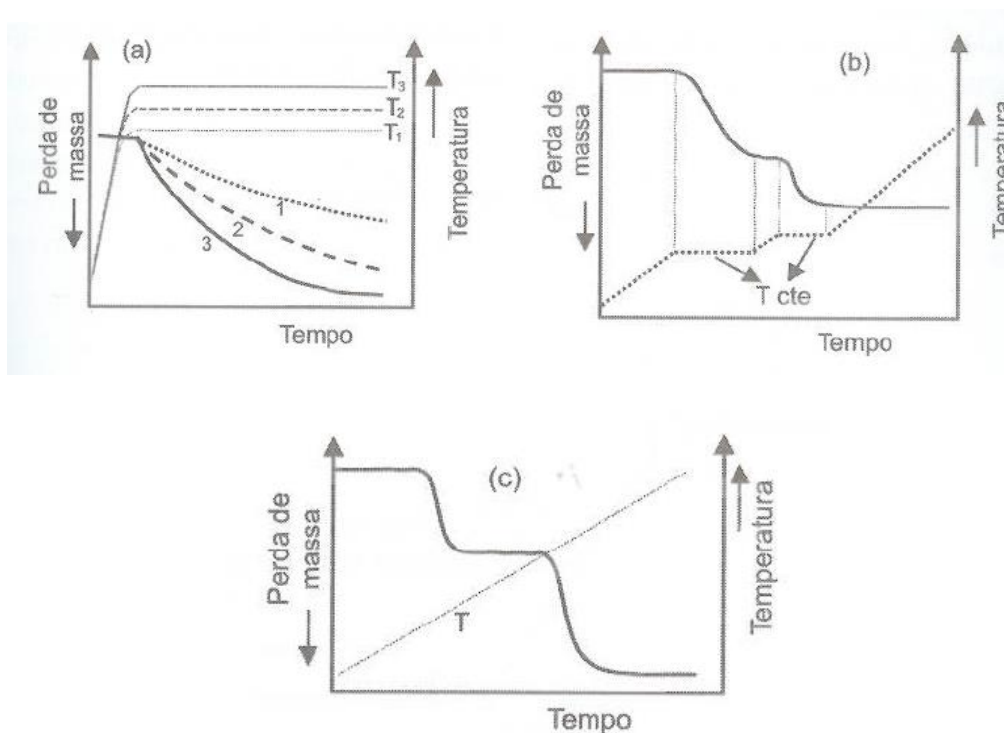 (a)
Perda de
massa
T3
T2
T1
1
2
3
Temperatura
Tempo
(b)
Perda de
massa
T cte
Temperatura
Tempo
(c)
Perda de
massa
T
Temperatura
Tempo